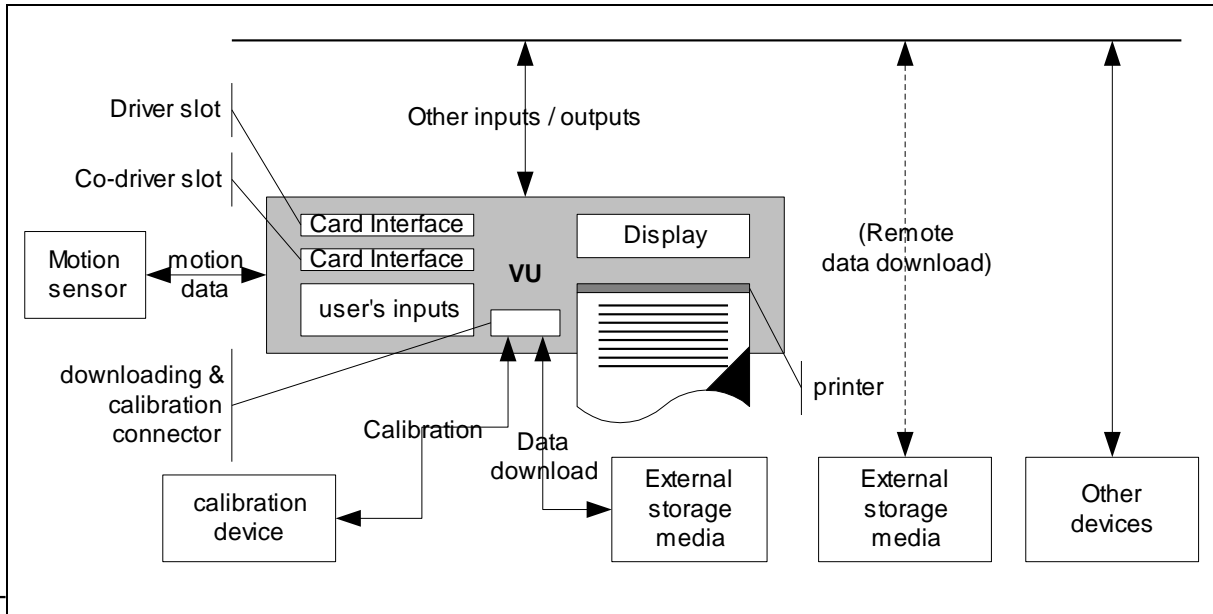 Driver slot
Other inputs / outputs
Co-driver slot
Card Interface
Card Interface
Display
VU
(Remote
data download)
Motion
sensor
motion
data
user's inputs
downloading &
calibration
connector
printer
Calibration
Data
download
calibration
device
External
storage
media
External
storage
media
Other
devices